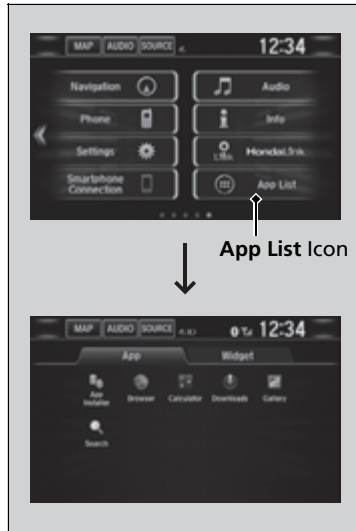 MAP AUDIO SOURCE 12:34
Navigation Audio
Phone Info
Settings HondaLink
Smartphone Connection App List
App List Icon
MAP AUDIO SOURCE 12:34
App Widget
App Installer Browser Calculator Downloads Gallery
Search